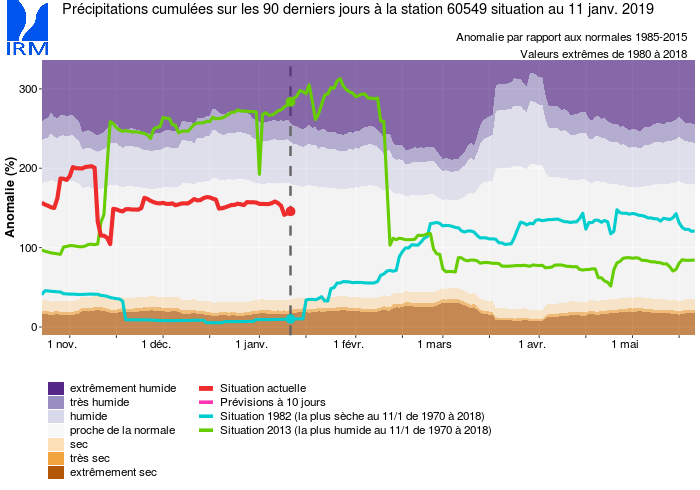 Précipitations cumulées sur les 90 derniers jours à la station 60549 situation au 11 janv. 2019
IRM
Anomalie par rapport aux normales 1985-2015
Valeurs extrêmes de 1980 à 2018
Anomalie (%)
300
200
100
0
1 nov. 1 déc. 1 janv. 1 févr. 1 mars 1 avr. 1 mai
extrêmement humide
très humide
humide
proche de la normale
sec
très sec
extrêmement sec
Situation actuelle
Prévisions à 10 jours
Situation 1982 (la plus sèche au 11/1 de 1970 à 2018)
Situation 2013 (la plus humide au 11/1 de 1970 à 2018)